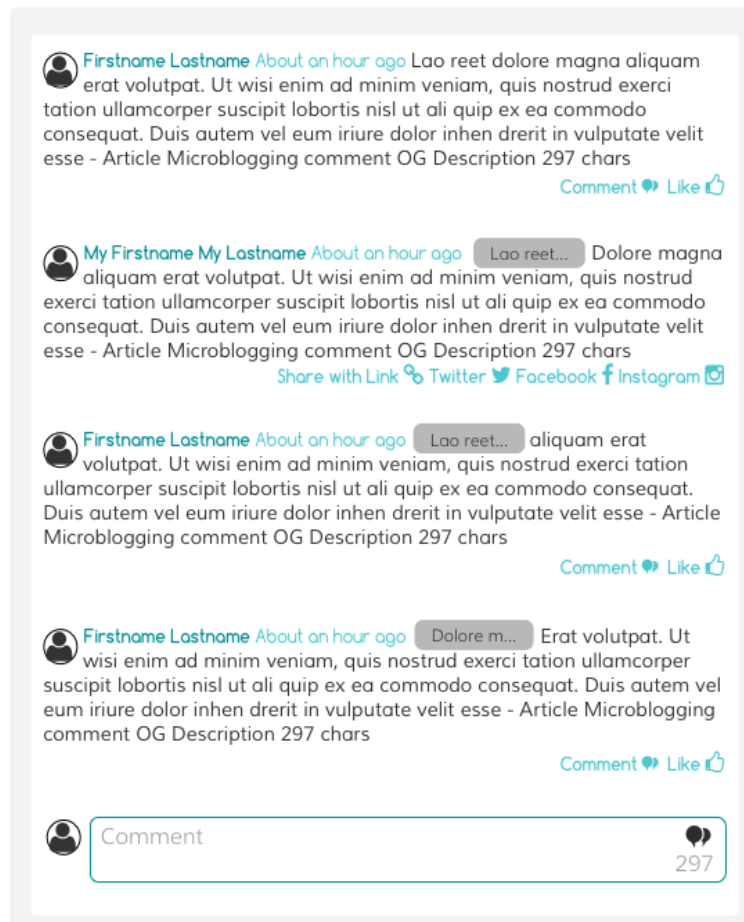 Firstname Lastname About an hour ago Lao reet dolore magna aliquam
erat volutpat. Ut wisi enim ad minim veniam, quis nostrud exerci
tation ullamcorper suscipit lobortis nisl ut ali quip ex ea commodo
consequat. Duis autem vel eum iriure dolor inhen drerit in vulputate velit
esse - Article Microblogging comment OG Description 297 chars
Comment Like
My Firstname My Lastname About an hour ago Lao reet... Dolore magna
aliquam erat volutpat. Ut wisi enim ad minim veniam, quis nostrud
exerci tation ullamcorper suscipit lobortis nisl ut ali quip ex ea commodo
consequat. Duis autem vel eum iriure dolor inhen drerit in vulputate velit
esse - Article Microblogging comment OG Description 297 chars
Share with Link Twitter Facebook Instagram
Firstname Lastname About an hour ago Lao reet... aliquam erat
volutpat. Ut wisi enim ad minim veniam, quis nostrud exerci tation
ullamcorper suscipit lobortis nisl ut ali quip ex ea commodo consequat.
Duis autem vel eum iriure dolor inhen drerit in vulputate velit esse - Article
Microblogging comment OG Description 297 chars
Comment Like
Firstname Lastname About an hour ago Dolore m... Erat volutpat. Ut
wisi enim ad minim veniam, quis nostrud exerci tation ullamcorper
suscipit lobortis nisl ut ali quip ex ea commodo consequat. Duis autem vel
eum iriure dolor inhen drerit in vulputate velit esse - Article Microblogging
comment OG Description 297 chars
Comment Like
Comment
297